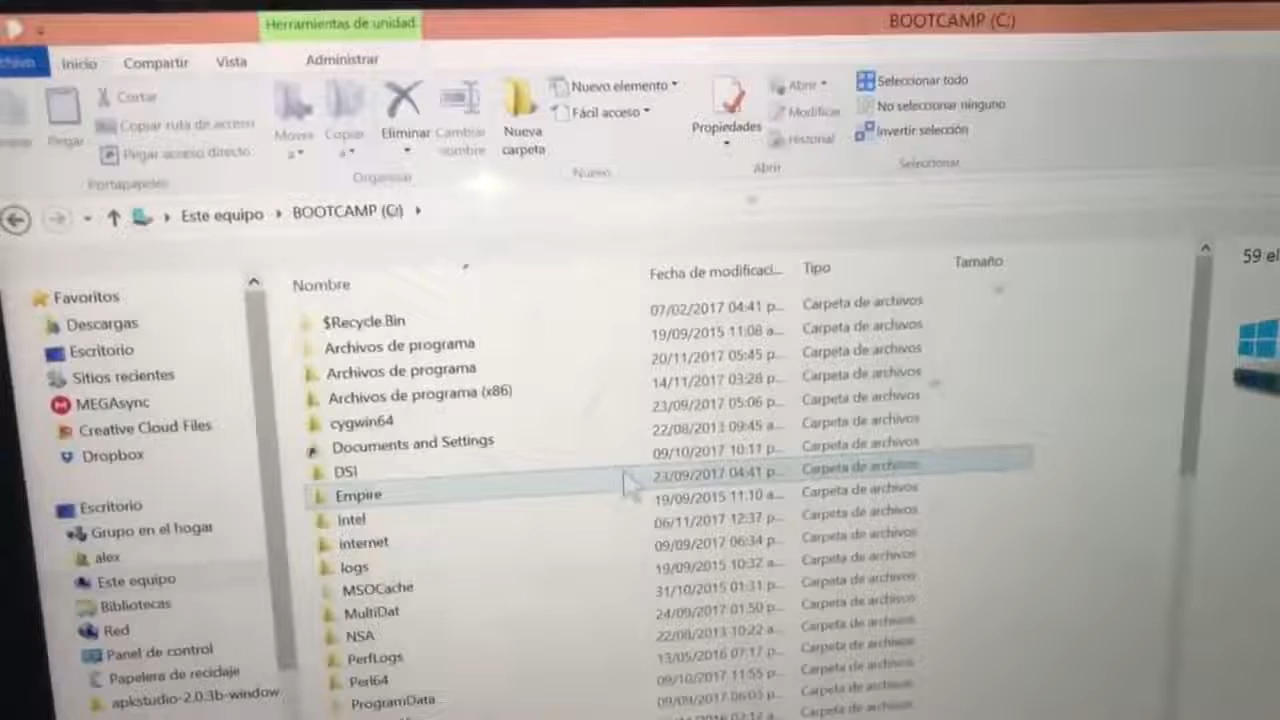 Herramientas de unidad
BOOTCAMP (C:)
Inicio
Compartir
Vista
Administrar
Cortar
Copiar ruta de acceso
Pegar acceso directo
Pegar
Portapapeles
Mover a
Copiar a
Eliminar
Cambiar nombre
Organizar
Nueva carpeta
Nuevo elemento
Fácil acceso
Nuevo
Propiedades
Abrir
Modificar
Historial
Abrir
Seleccionar todo
No seleccionar ninguno
Invertir selección
Seleccionar
Este equipo
BOOTCAMP (C:)
59 el
Favoritos
Descargas
Escritorio
Sitios recientes
MEGAsync
Creative Cloud Files
Dropbox
Escritorio
Grupo en el hogar
alex
Este equipo
Bibliotecas
Red
Panel de control
Papelera de reciclaje
apkstudio-2.0.3b-window
Nombre
Fecha de modificaci...
Tipo
Tamaño
$Recycle.Bin
07/02/2017 04:41 p...
Carpeta de archivos
Archivos de programa
19/09/2015 11:08 a...
Carpeta de archivos
Archivos de programa
20/11/2017 05:45 p...
Carpeta de archivos
Archivos de programa (x86)
14/11/2017 03:28 p...
Carpeta de archivos
cygwin64
23/09/2017 05:06 p...
Carpeta de archivos
Documents and Settings
22/08/2013 09:45 a...
Carpeta de archivos
DSI
09/10/2017 10:11 p...
Carpeta de archivos
Empire
23/09/2017 04:41 p...
Carpeta de archivos
Intel
19/09/2015 11:10 a...
Carpeta de archivos
internet
06/11/2017 12:37 p...
Carpeta de archivos
logs
09/09/2017 06:34 p...
Carpeta de archivos
MSOCache
19/09/2015 10:32 a...
Carpeta de archivos
MultiDat
31/10/2015 01:31 p...
Carpeta de archivos
NSA
24/09/2017 01:50 p...
Carpeta de archivos
PerfLogs
22/08/2013 10:22 a...
Carpeta de archivos
Perl64
13/05/2016 07:17 p...
Carpeta de archivos
ProgramData
09/10/2017 11:55 p...
Carpeta de archivos
09/09/2017 06:05 p...
Carpeta de archivos